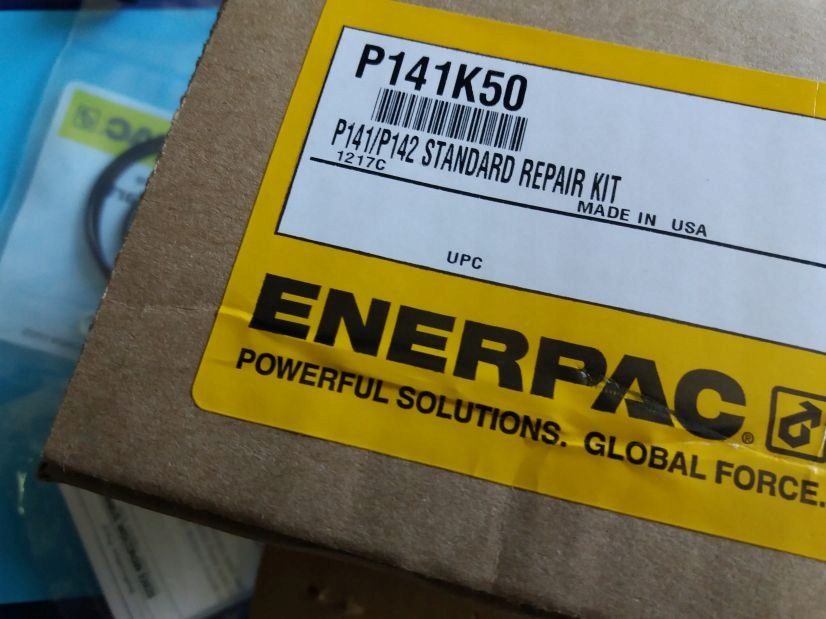 P141K50
P141/P142 STANDARD REPAIR KIT
1217C
MADE IN USA
UPC
ENERPAC®
POWERFUL SOLUTIONS. GLOBAL FORCE.